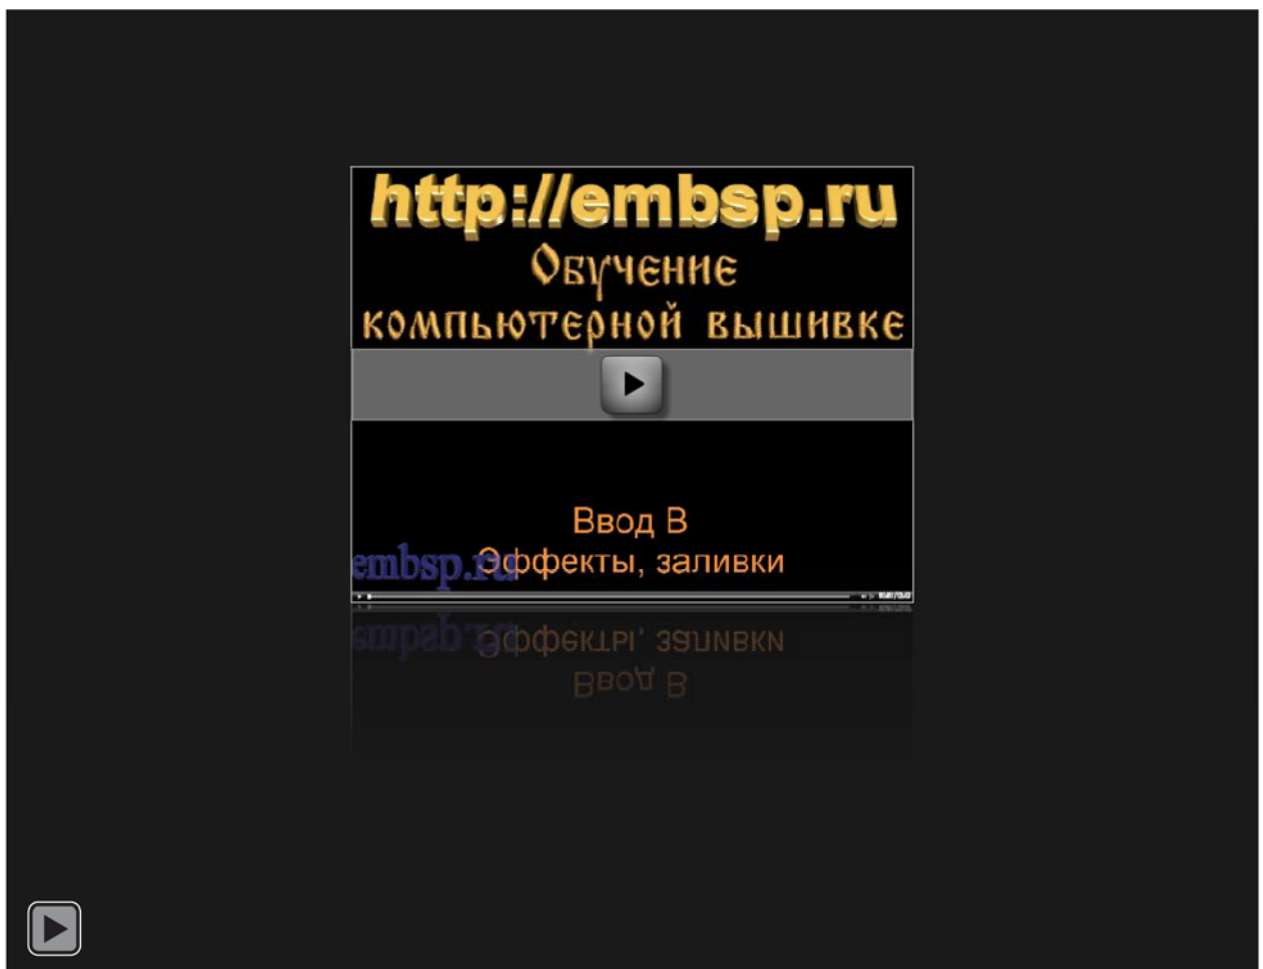 http://embsp.ru
Обучение
компьютерной вышивке
Ввод В
Эффекты, заливки
embsp.ru